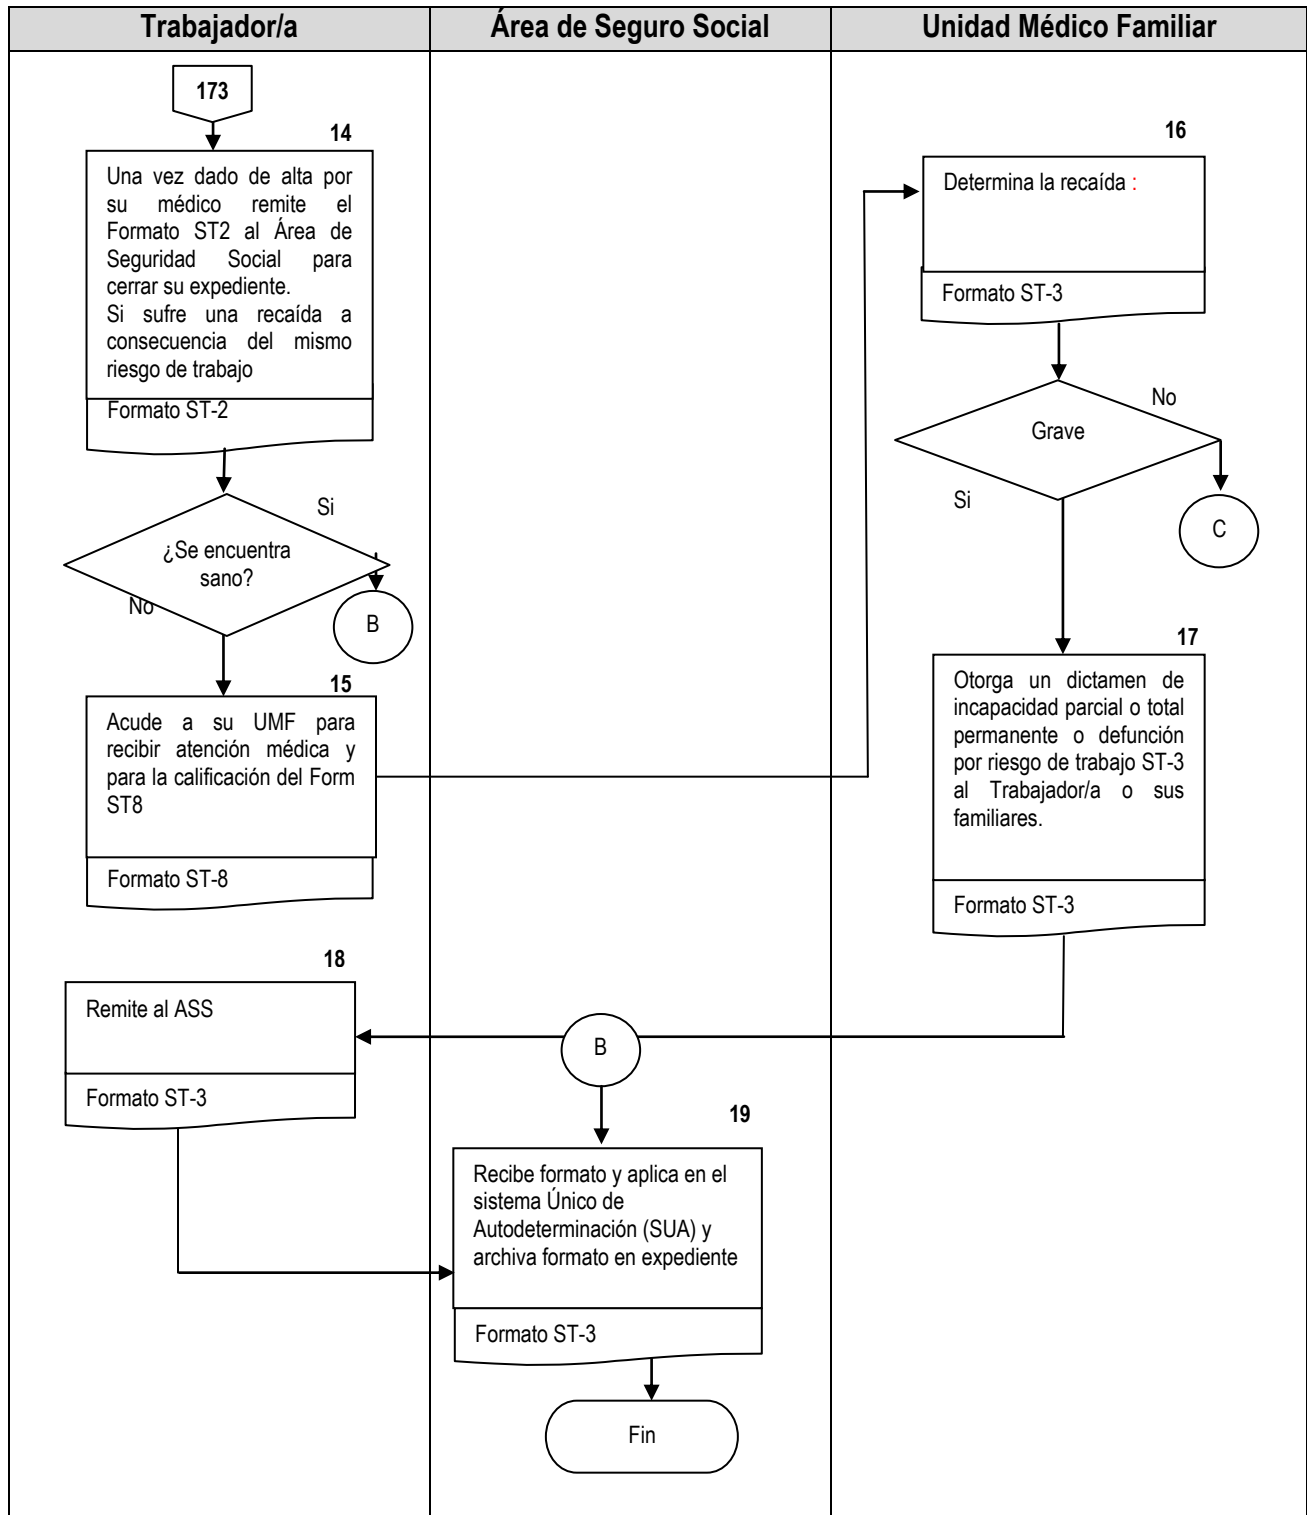 Trabajador/a
Área de Seguro Social
Unidad Médico Familiar
173
14
Una vez dado de alta por
su médico remite el
Formato ST2 al Área de
Seguridad Social para
cerrar su expediente.
Si sufre una recaída a
consecuencia del mismo
riesgo de trabajo
Formato ST-2
¿Se encuentra
sano?
Si
No
B
15
Acude a su UMF para
recibir atención médica y
para la calificación del Form
ST8
Formato ST-8
16
Determina la recaída :
Formato ST-3
Grave
No
Si
C
17
Otorga un dictamen de
incapacidad parcial o total
permanente o defunción
por riesgo de trabajo ST-3
al Trabajador/a o sus
familiares.
Formato ST-3
18
Remite al ASS
Formato ST-3
B
19
Recibe formato y aplica en el
sistema Único de
Autodeterminación (SUA) y
archiva formato en expediente
Formato ST-3
Fin